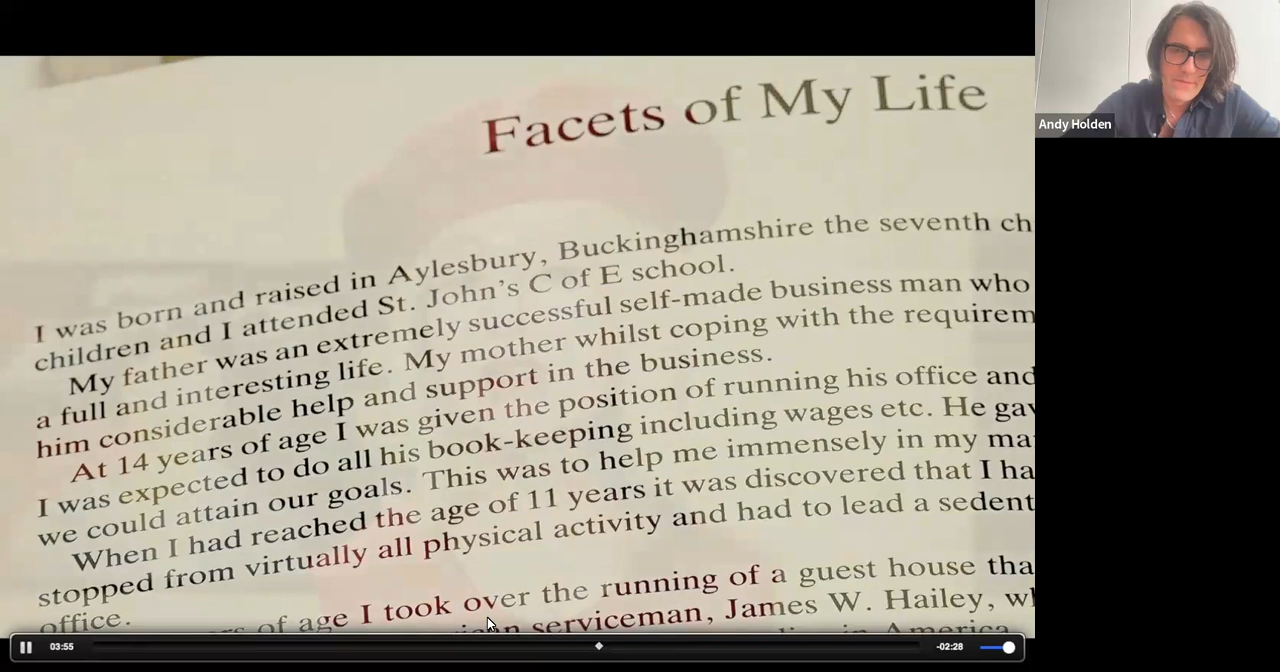 Facets of My Life
I was born and raised in Aylesbury, Buckinghamshire the seventh ch
children and I attended St. John's C of E school.
My father was an extremely successful self-made business man who
a full and interesting life. My mother whilst coping with the requirem
him considerable help and support in the business.
At 14 years of age I was given the position of running his office and
I was expected to do all his book-keeping including wages etc. He gav
we could attain our goals. This was to help me immensely in my ma
When I had reached the age of 11 years it was discovered that I ha
stopped from virtually all physical activity and had to lead a sedent
office.
of age I took over the running of a guest house tha
serviceman, James W. Hailey, wh
in America
Andy Holden
03:55
-02:28